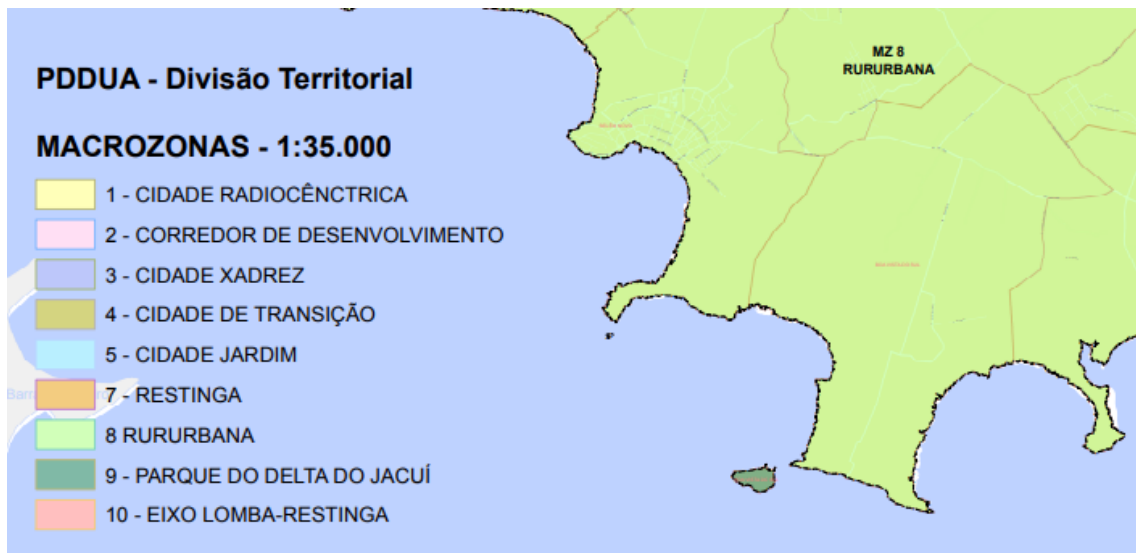 PDDUA - Divisão Territorial
MACROZONAS - 1:35.000
1 - CIDADE RADIOCÊNCTRICA
2 - CORREDOR DE DESENVOLVIMENTO
3 - CIDADE XADREZ
4 - CIDADE DE TRANSIÇÃO
5 - CIDADE JARDIM
7 - RESTINGA
8 RURURBANA
9 - PARQUE DO DELTA DO JACUÍ
10 - EIXO LOMBA-RESTINGA
MZ 8
RURURBANA